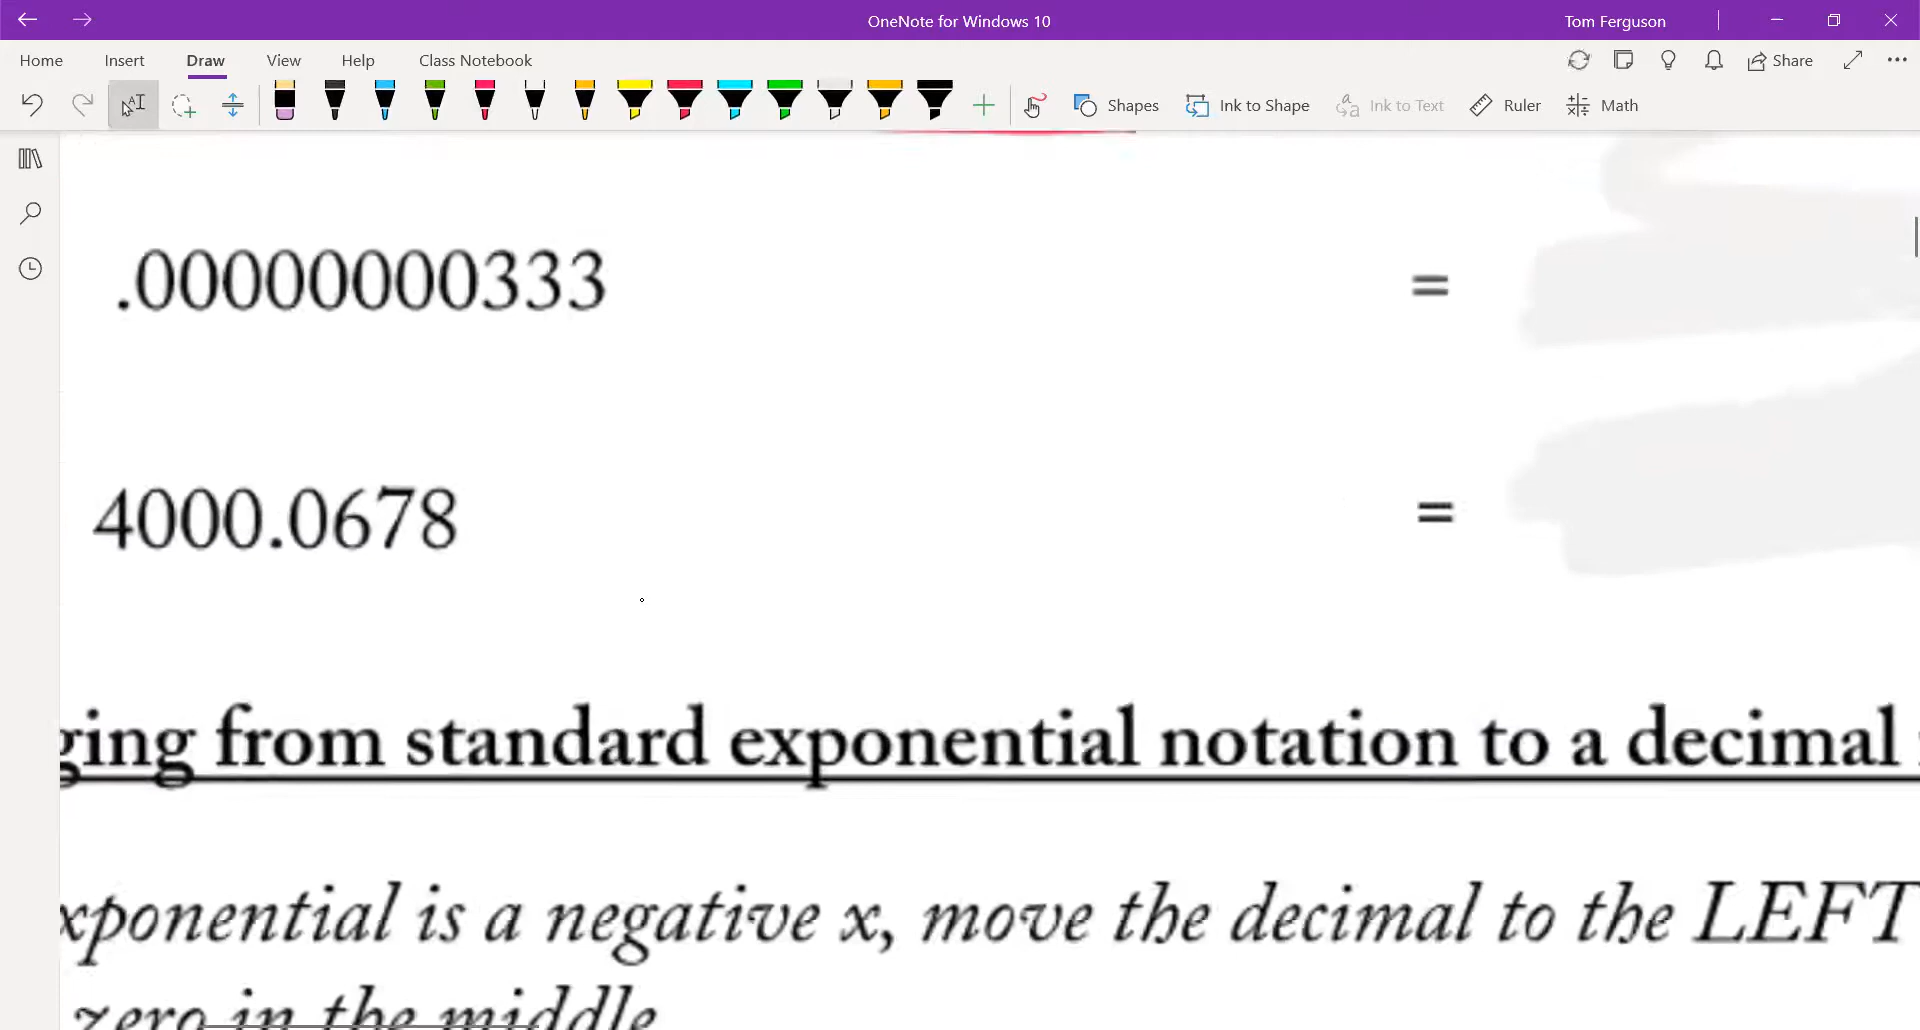 OneNote for Windows 10
Tom Ferguson
Home Insert Draw View Help Class Notebook Share
Shapes Ink to Shape Ink to Text Ruler Math
.00000000333 =
4000.0678 =
ging from standard exponential notation to a decimal
xponential is a negative x, move the decimal to the LEFT
zero in the middle